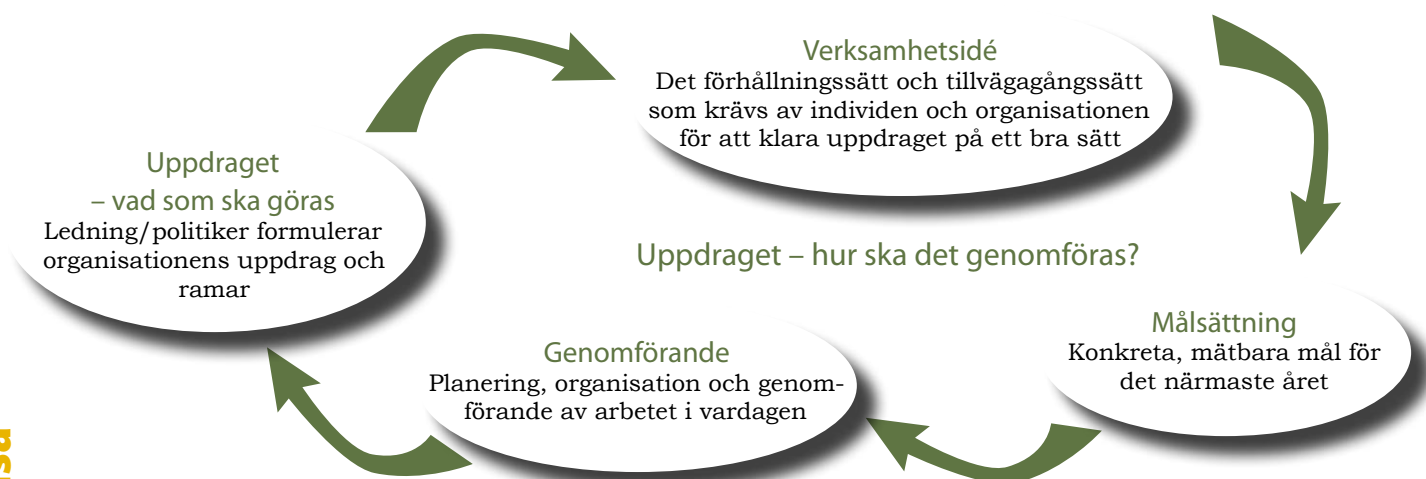 Verksamhetsidé
Det förhållningssätt och tillvägagångssätt
som krävs av individen och organisationen
för att klara uppdraget på ett bra sätt
Uppdraget
– vad som ska göras
Ledning/politiker formulerar
organisationens uppdrag och
ramar
Uppdraget – hur ska det genomföras?
Målsättning
Konkreta, mätbara mål för
det närmaste året
Genomförande
Planering, organisation och genom-
förande av arbetet i vardagen